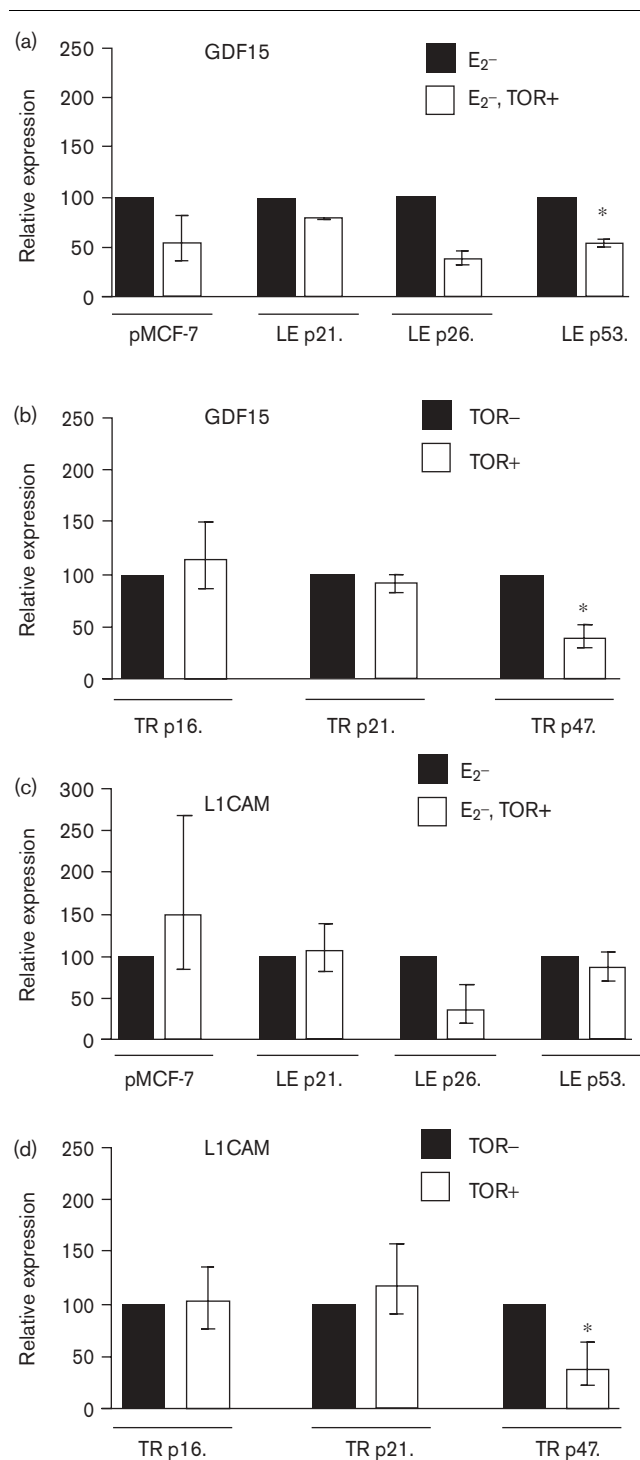 (a)
GDF15
E₂−
E₂−, TOR+
Relative expression
250
200
150
100
50
0
*
pMCF-7 LE p21. LE p26. LE p53.
(b)
GDF15
TOR−
TOR+
Relative expression
250
200
150
100
50
0
*
TR p16. TR p21. TR p47.
(c)
L1CAM
E₂−
E₂−, TOR+
Relative expression
300
250
200
150
100
50
0
pMCF-7 LE p21. LE p26. LE p53.
(d)
L1CAM
TOR−
TOR+
Relative expression
250
200
150
100
50
0
*
TR p16. TR p21. TR p47.